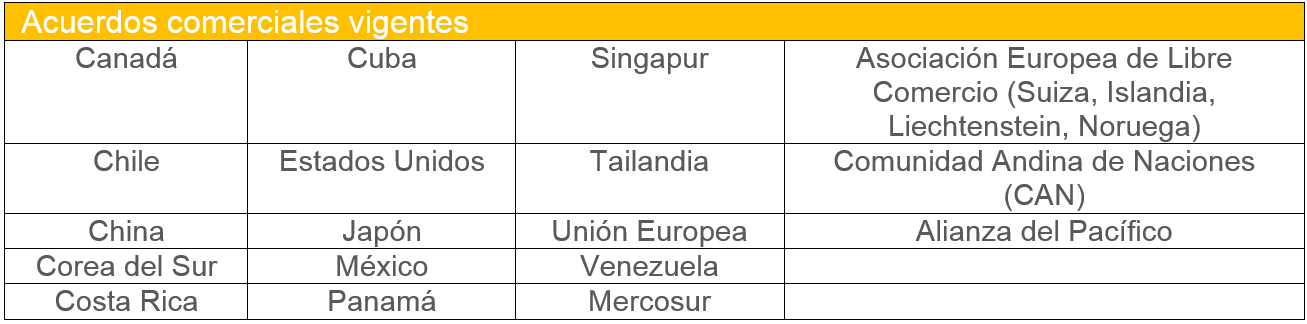 Acuerdos comerciales vigentes
Canadá
Cuba
Singapur
Asociación Europea de Libre
Comercio (Suiza, Islandia,
Liechtenstein, Noruega)
Chile
Estados Unidos
Tailandia
Comunidad Andina de Naciones
(CAN)
China
Japón
Unión Europea
Alianza del Pacífico
Corea del Sur
México
Venezuela
Costa Rica
Panamá
Mercosur